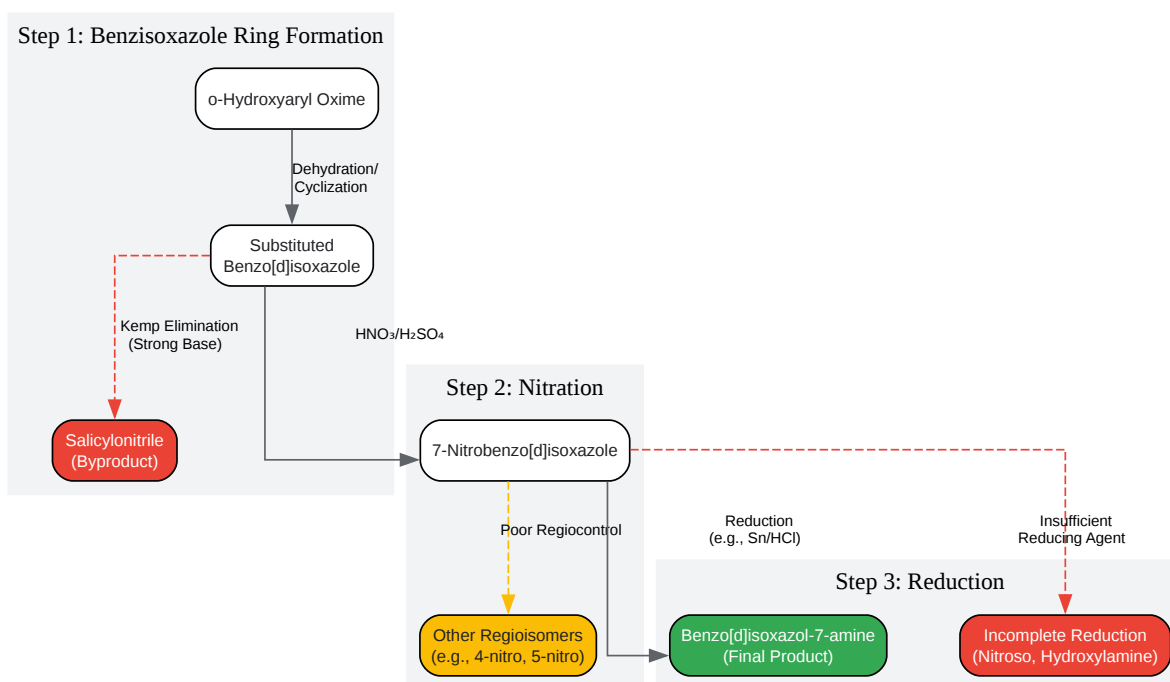 Step 1: Benzisoxazole Ring Formation
o-Hydroxyaryl Oxime
Dehydration/
Cyclization
Substituted
Benzo[d]isoxazole
Kemp Elimination
(Strong Base)
HNO₃/H₂SO₄
Salicylonitrile
(Byproduct)
Step 2: Nitration
7-Nitrobenzo[d]isoxazole
Poor Regiocontrol
Reduction
(e.g., Sn/HCl)
Insufficient
Reducing Agent
Other Regioisomers
(e.g., 4-nitro, 5-nitro)
Step 3: Reduction
Benzo[d]isoxazol-7-amine
(Final Product)
Incomplete Reduction
(Nitroso, Hydroxylamine)